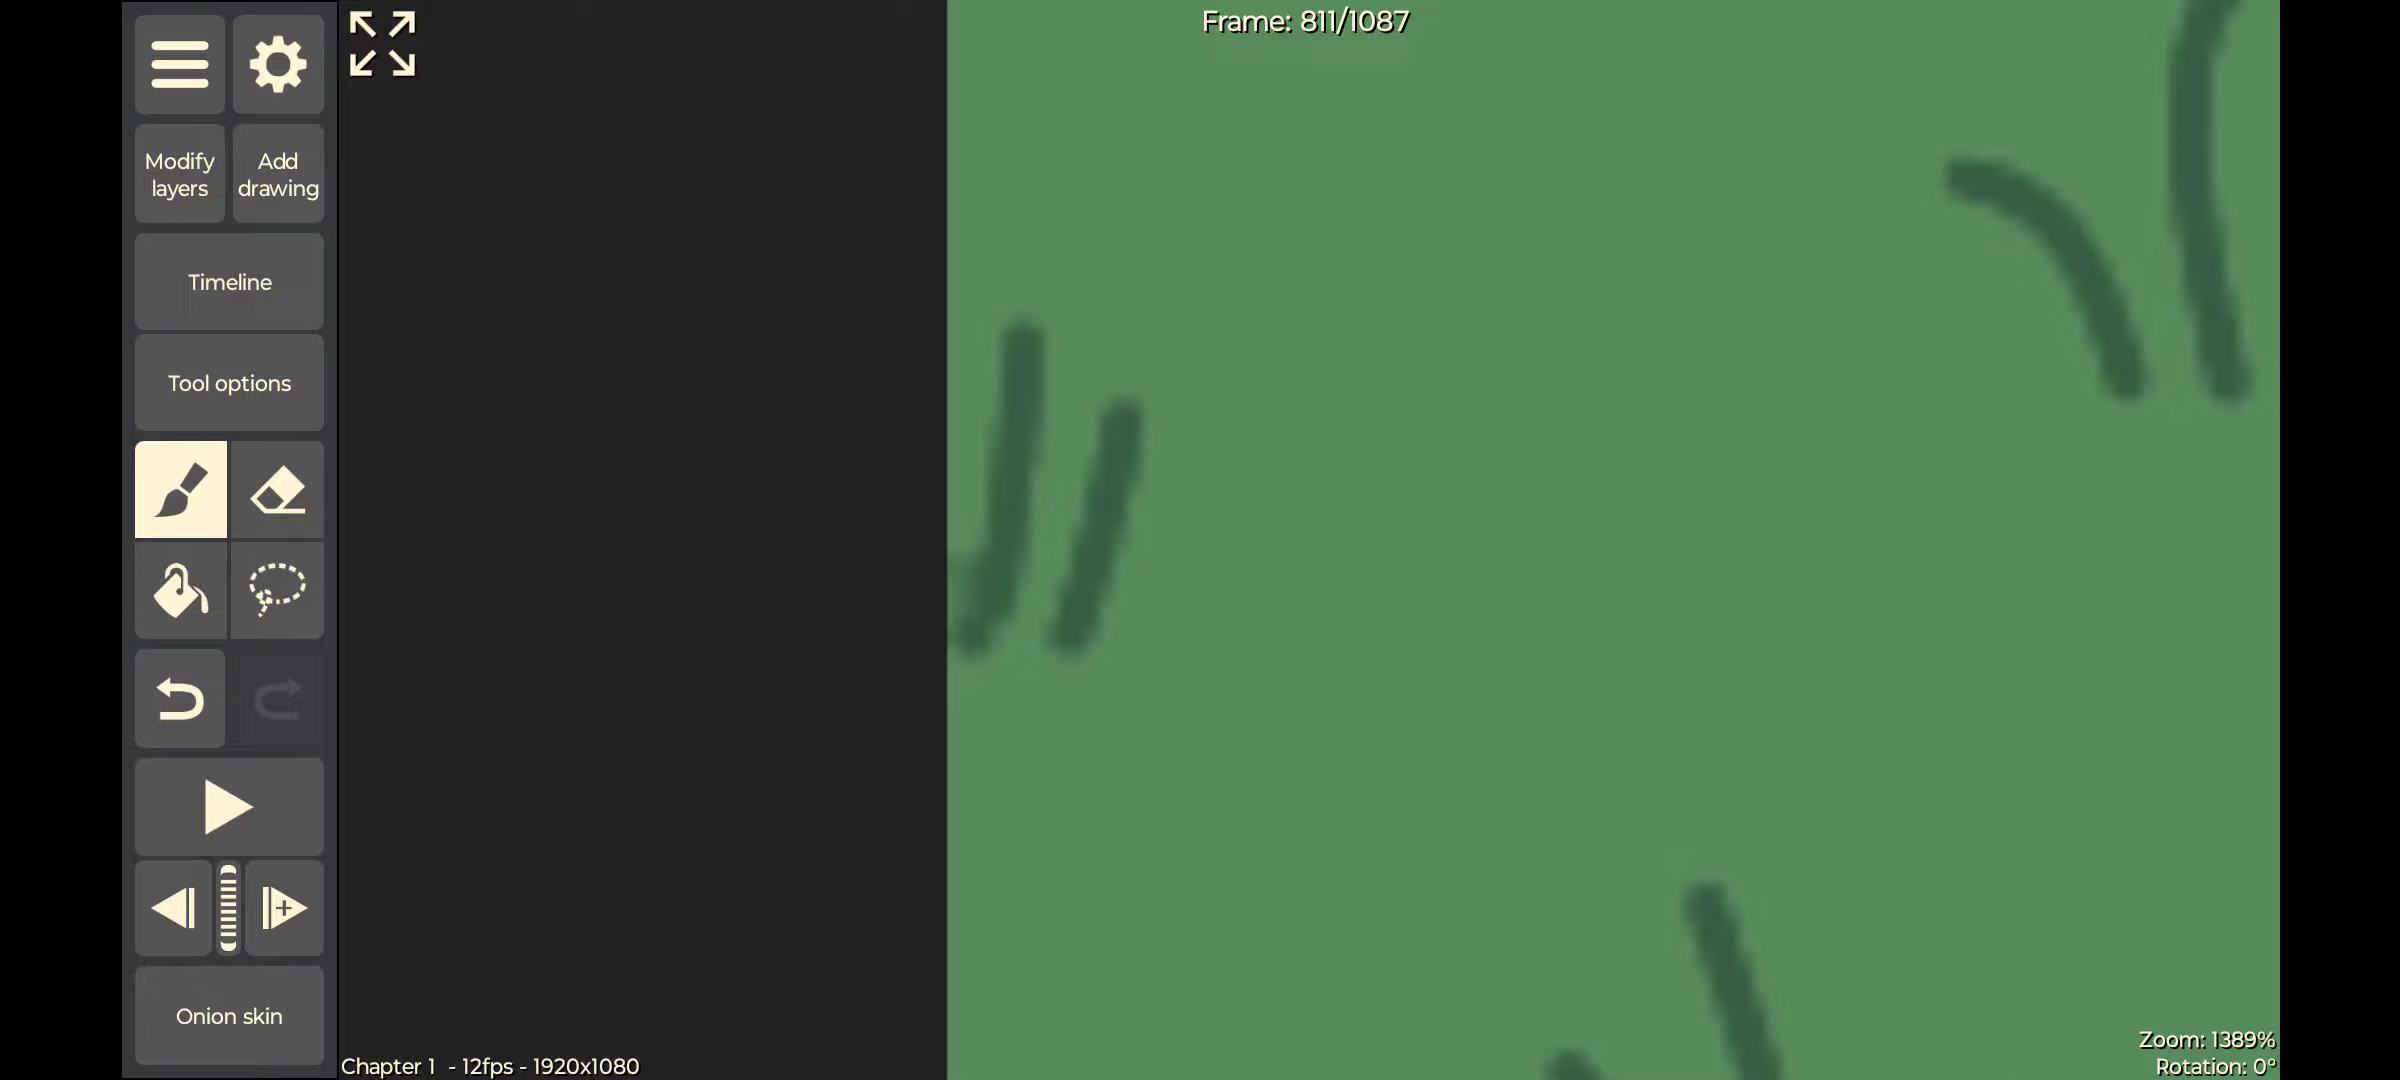 Frame: 811/1087
Modify
layers
Add
drawing
Timeline
Tool options
Onion skin
Chapter 1 - 12fps - 1920x1080
Zoom: 1389%
Rotation: 0°